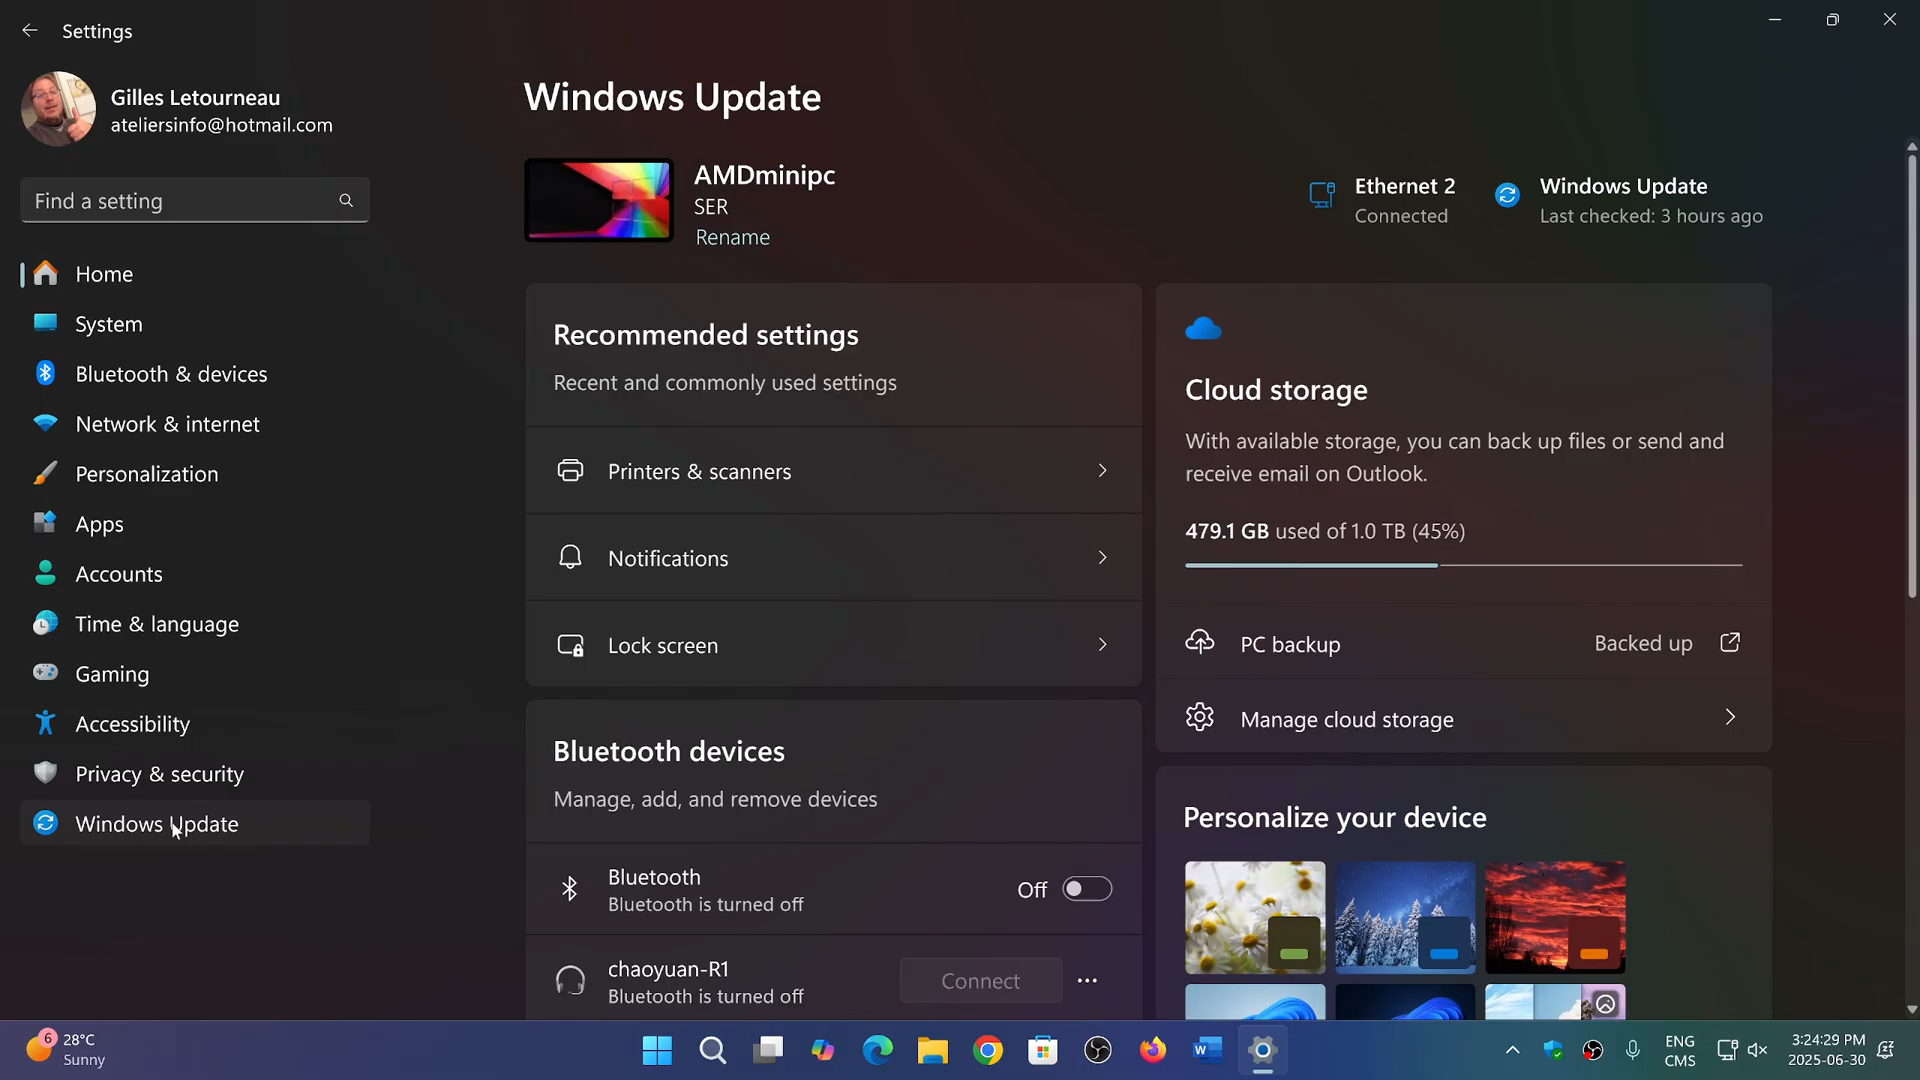 Settings
Gilles Letourneau
ateliersinfo@hotmail.com
Find a setting
Home
System
Bluetooth & devices
Network & internet
Personalization
Apps
Accounts
Time & language
Gaming
Accessibility
Privacy & security
Windows Update
Windows Update
AMDminipc
SER
Rename
Ethernet 2
Connected
Windows Update
Last checked: 3 hours ago
Recommended settings
Recent and commonly used settings
Printers & scanners
Notifications
Lock screen
Bluetooth devices
Manage, add, and remove devices
Bluetooth
Bluetooth is turned off
Off
chaoyuan-R1
Bluetooth is turned off
Connect
Cloud storage
With available storage, you can back up files or send and
receive email on Outlook.
479.1 GB used of 1.0 TB (45%)
PC backup
Backed up
Manage cloud storage
Personalize your device
6
28°C
Sunny
W
ENG
CMS
3:24:29 PM
2025-06-30